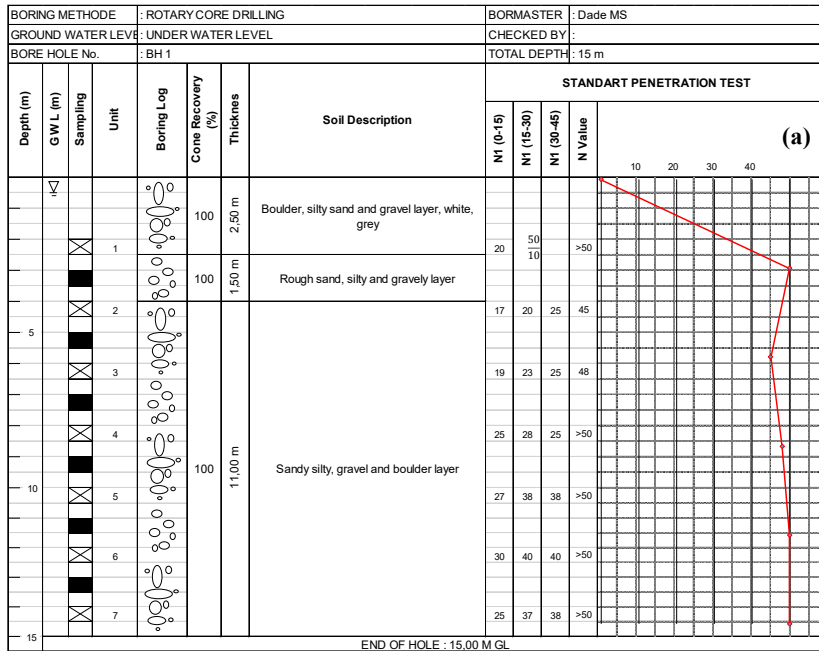 BORING METHODE : ROTARY CORE DRILLING BORMASTER : Dade MS
GROUND WATER LEVE: UNDER WATER LEVEL CHECKED BY :
BORE HOLE No. : BH 1 TOTAL DEPTH : 15 m
Depth (m) G W L (m) Sampling Unit Boring Log Cone Recovery (%) Thicknes Soil Description STANDART PENETRATION TEST
N1 (0-15) N1 (15-30) N1 (30-45) N Value (a)
10 20 30 40
100 2,50 m Boulder, silty sand and gravel layer, white,
grey
1 20 50/10 >50
100 1,50 m Rough sand, silty and gravely layer
2 17 20 25 45
5
3 19 23 25 48
4 25 28 25 >50
100 11,00 m Sandy silty, gravel and boulder layer
10 5 27 38 38 >50
6 30 40 40 >50
7 25 37 38 >50
15 END OF HOLE : 15,00 M GL